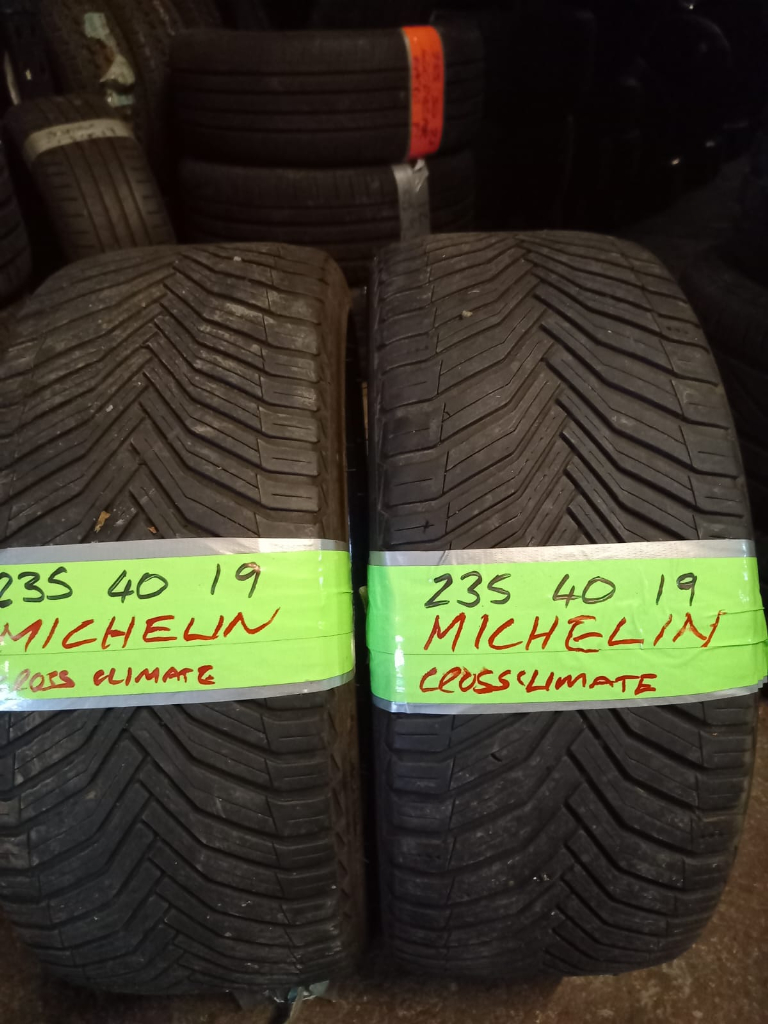 235 40 19
MICHELIN
CROSS CLIMATE
235 40 19
MICHELIN
CROSSCLIMATE